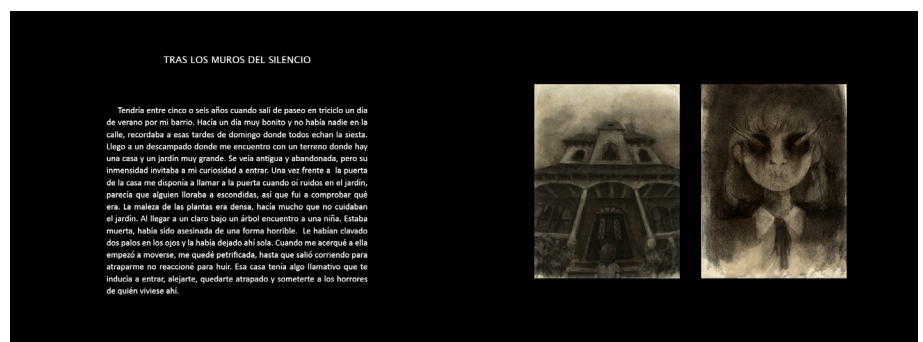 TRAS LOS MUROS DEL SILENCIO
Tendría entre cinco o seis años cuando salí de paseo en triciclo un día
de verano por mi barrio. Hacía un día muy bonito y no había nadie en la
calle, recordaba a esas tardes de domingo donde todos echan la siesta.
Llego a un descampado donde me encuentro con un terreno donde hay
una casa y un jardín muy grande. Se veía antigua y abandonada, pero su
inmensidad invitaba a mi curiosidad a entrar. Una vez frente a la puerta
de la casa me disponía a llamar a la puerta cuando oí ruidos en el jardín,
parecía que alguien lloraba a escondidas, así que fui a comprobar qué
era. La maleza de las plantas era densa, hacía mucho que no cuidaban
el jardin. Al llegar a un claro bajo un árbol encuentro a una niña. Estaba
muerta, había sido asesinada de una forma horrible. Le habían clavado
dos palos en los ojos y la había dejado ahí sola. Cuando me acerqué a ella
empezó a moverse, me quedé petrificada, hasta que salió corriendo para
atraparme no reaccioné para huir. Esa casa tenía algo llamativo que te
inducía a entrar, alejarte, quedarte atrapado y someterte a los horrores
de quién viviese ahí.